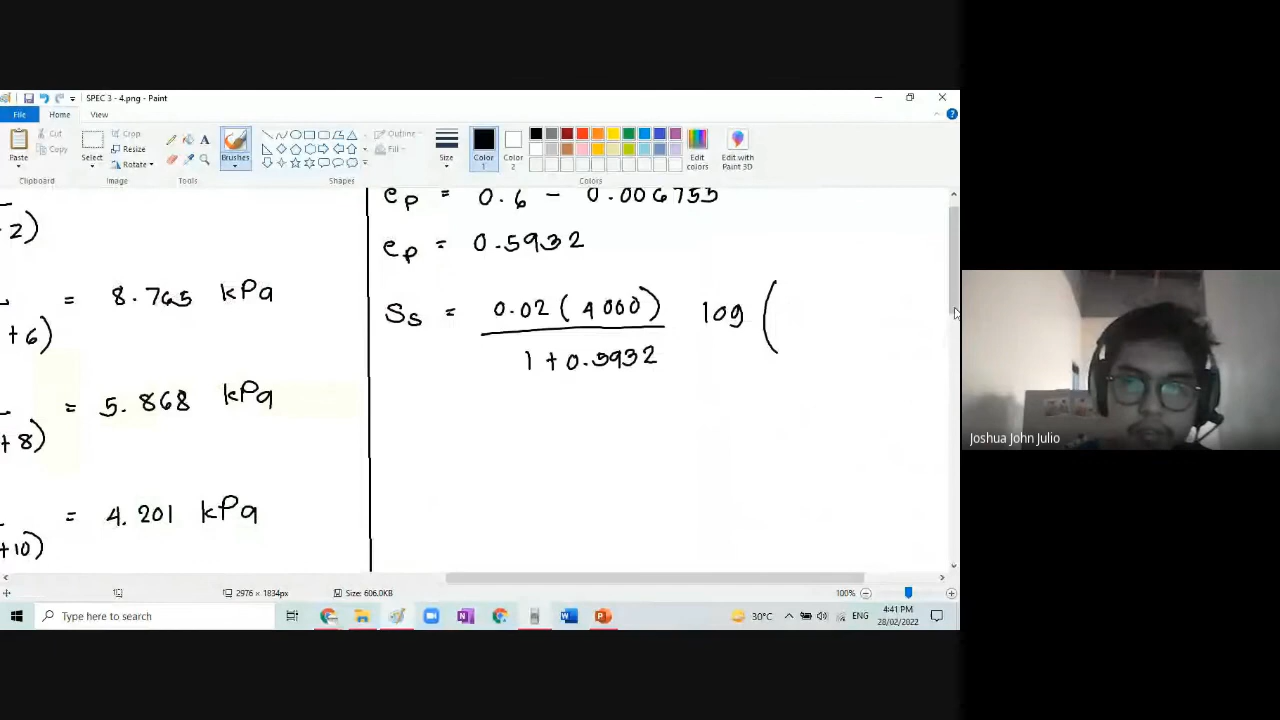 SPEC 3 - 4.png - Paint
File Home View
Paste
Cut
Copy
Clipboard
Select
Crop
Resize
Rotate
Image
Tools
Brushes
Outline
Fill
Shapes
Size
Color 1
Color 2
Edit colors
Edit with Paint 3D
Colors
- 2)
= 8.765 kPa
+ 6)
= 5.868 kPa
+ 8)
= 4.201 kPa
+10)
ep = 0.6 - 0.006753
ep = 0.5932
Ss = 0.02 ( 4000 ) log (
1 + 0.5932
Joshua John Julio
2976 × 1834px
Size: 606.0KB
100%
Type here to search
30°C
ENG
4:41 PM
28/02/2022